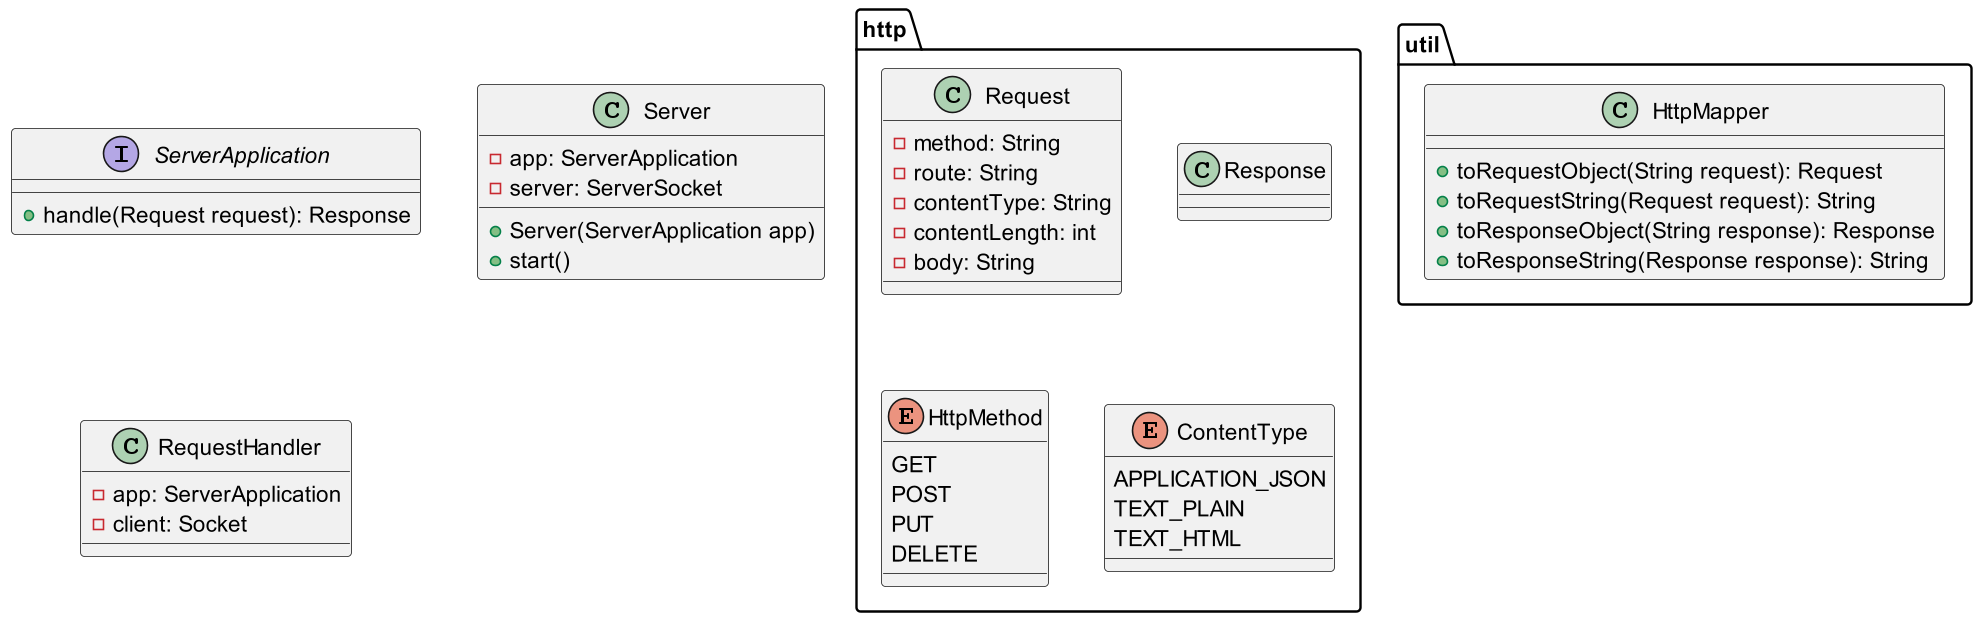 I ServerApplication
handle(Request request): Response
C Server
app: ServerApplication
server: ServerSocket
Server(ServerApplication app)
start()
http
C Request
method: String
route: String
contentType: String
contentLength: int
body: String
C Response
util
C HttpMapper
toRequestObject(String request): Request
toRequestString(Request request): String
toResponseObject(String response): Response
toResponseString(Response response): String
C RequestHandler
app: ServerApplication
client: Socket
E HttpMethod
GET
POST
PUT
DELETE
E ContentType
APPLICATION_JSON
TEXT_PLAIN
TEXT_HTML